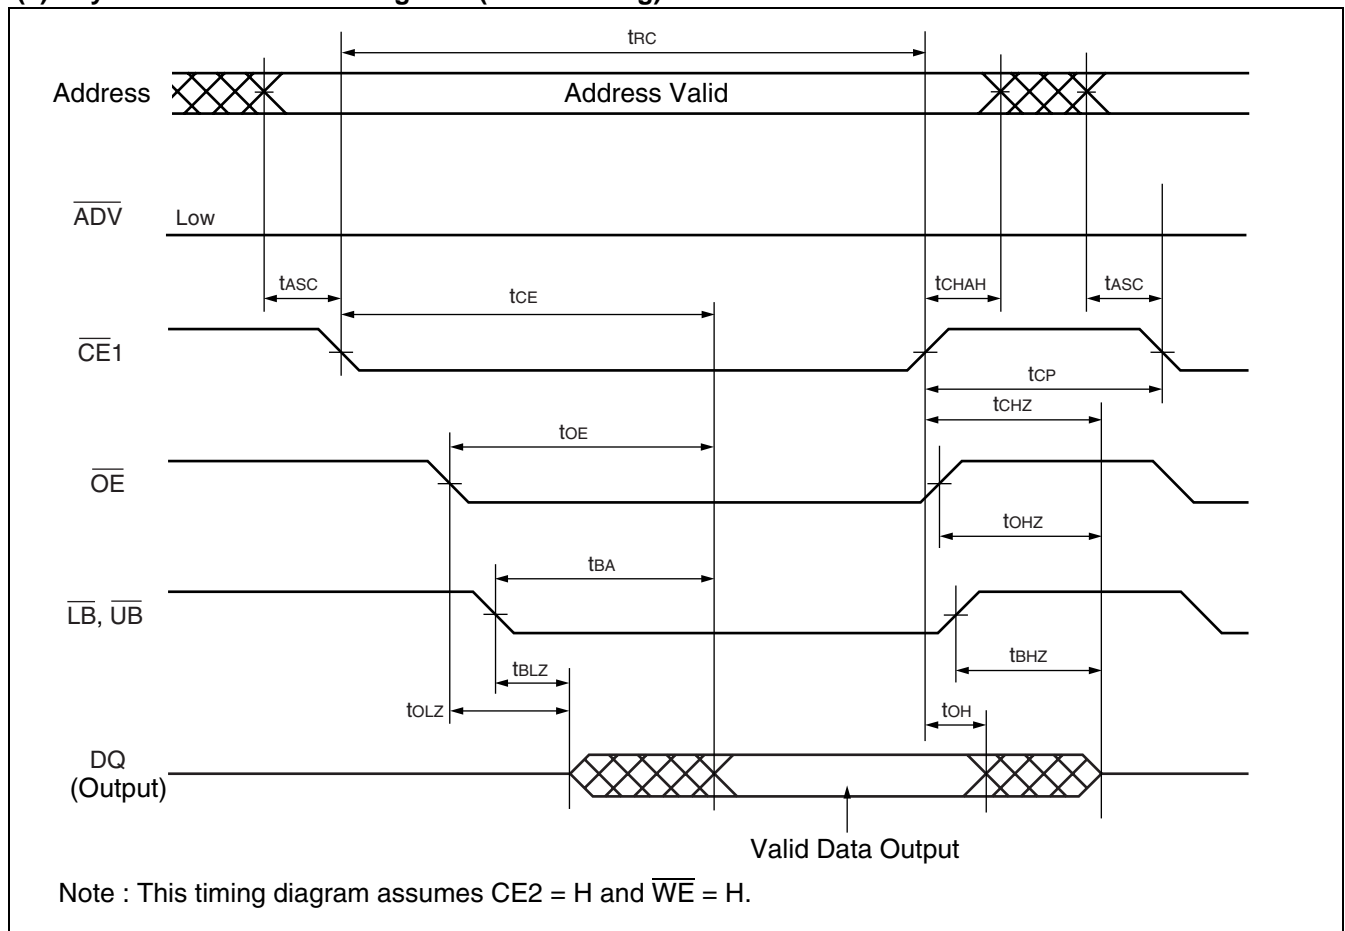 tRC
Address
Address Valid
ADV
Low
tASC
tCE
tCHAH
tASC
CE1
tCP
tCHZ
tOE
OE
tOHZ
tBA
LB, UB
tBLZ
tBHZ
tOLZ
tOH
DQ
(Output)
Valid Data Output
Note : This timing diagram assumes CE2 = H and WE = H.